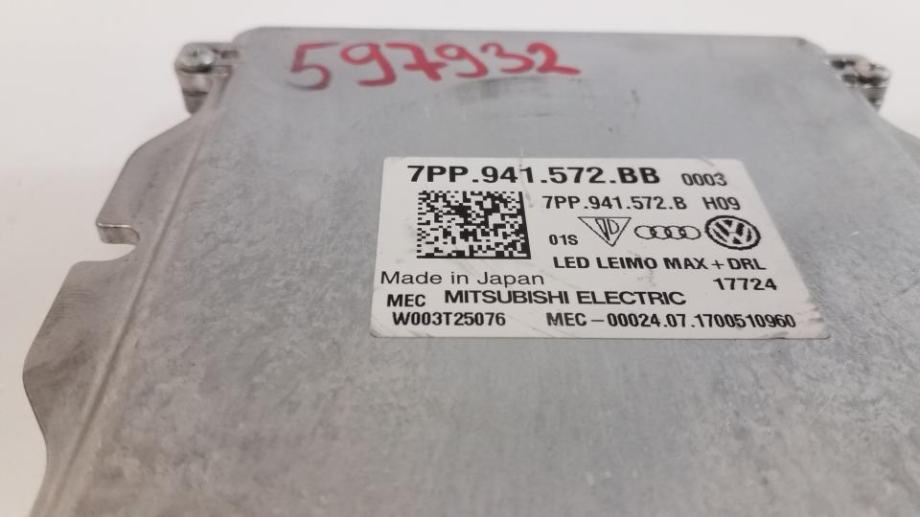 597932
7PP.941.572.BB 0003
7PP.941.572.B H09
01S
LED LEIMO MAX+DRL
Made in Japan 17724
MEC MITSUBISHI ELECTRIC
W003T25076 MEC-00024.07.1700510960